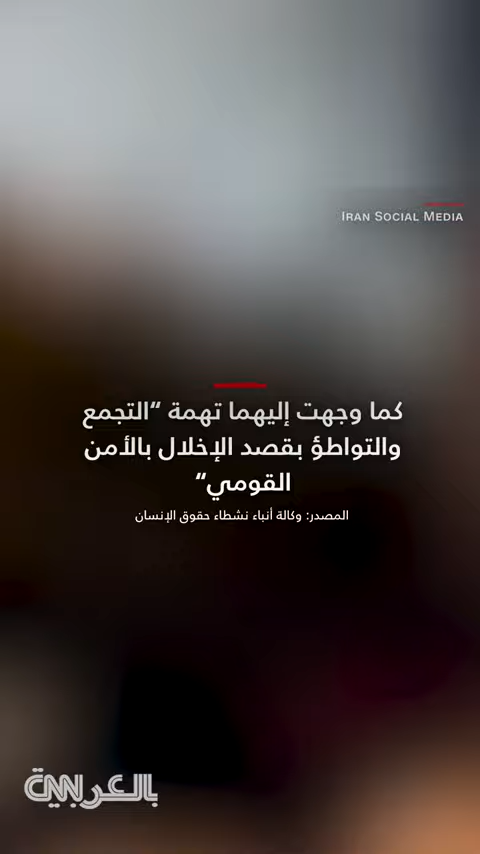 IRAN SOCIAL MEDIA
كما وجهت إليهما تهمة “التجمع
والتواطؤ بقصد الإخلال بالأمن
القومي“
المصدر: وكالة أنباء نشطاء حقوق الإنسان
CNN بالعربية